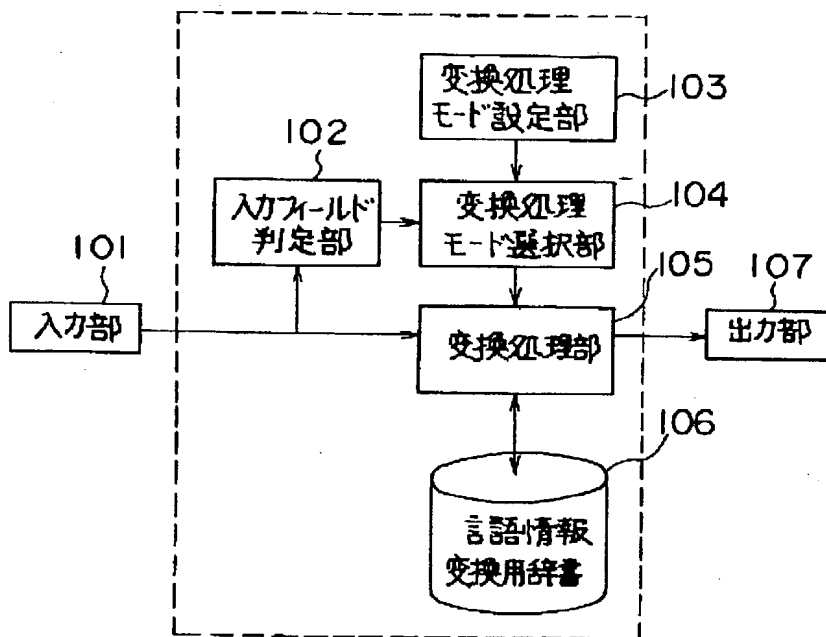 変換処理
モード設定部
103
102
入力フィールド
判定部
変換処理
モード選択部
104
101
入力部
105
変換処理部
107
出力部
106
言語情報
変換用辞書